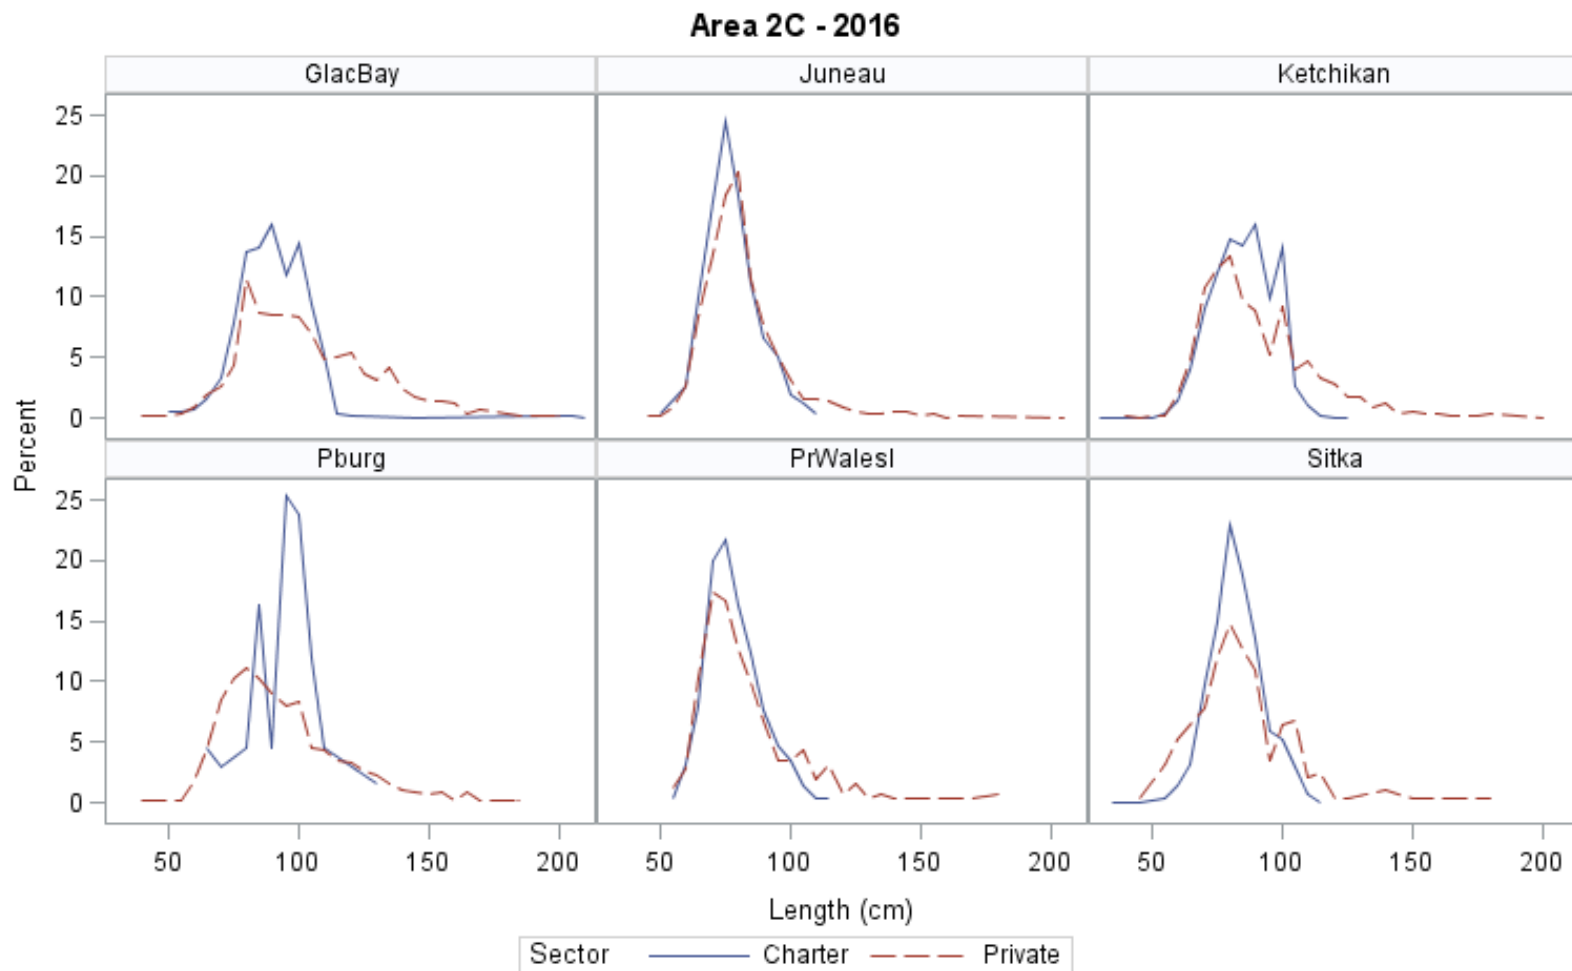 Area 2C - 2016
GlacBay Juneau Ketchikan
25
20
15
10
5
0
Percent
Pburg PrWalesI Sitka
25
20
15
10
5
0
50 100 150 200 50 100 150 200 50 100 150 200
Length (cm)
Sector Charter Private